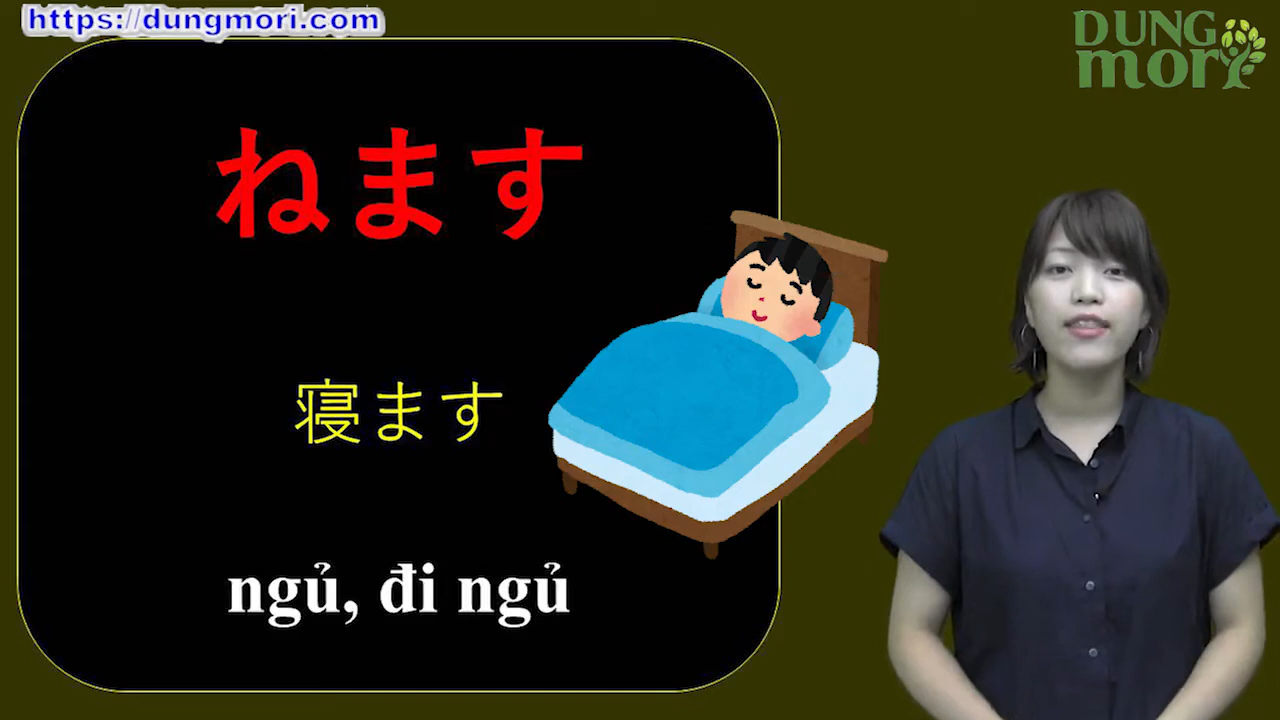 https://dungmori.com
DUNG
mori
ねます
寝ます
ngủ, đi ngủ